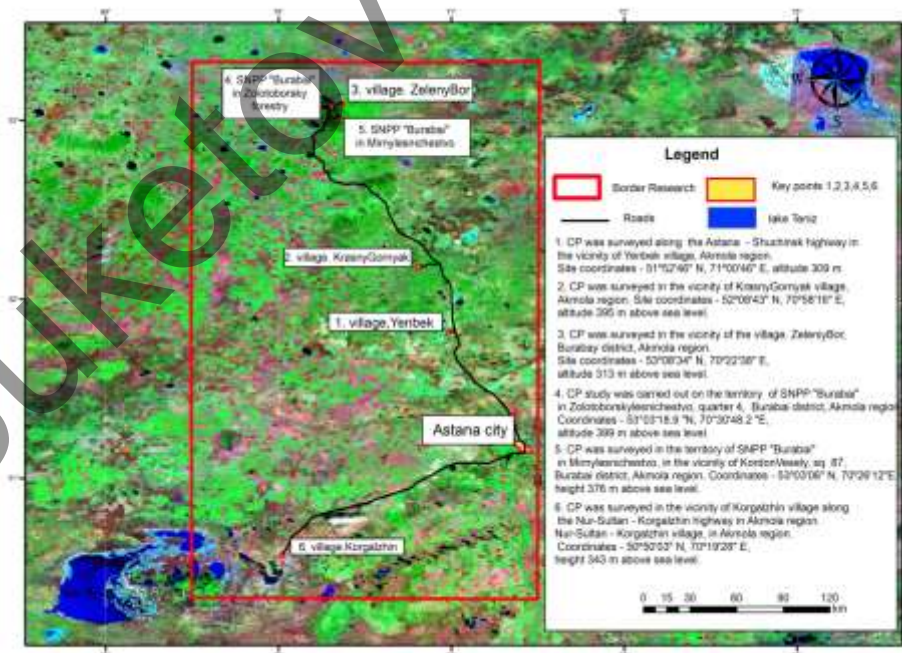 Buketov
4. SNPP "Burabai"
in Zolotoborsky
forestry
3. village. ZelenyBor
5. SNPP "Burabai"
in Mirnylesnichestvo
2. village. KrasnyGornyak
1. village.Yeribek
Astana city
6. village.Korgalzhin
N
W
S
Legend
Border Research
Key points 1,2,3,4,5,6
Roads
lake Teniz
1. CP was surveyed along the Astana - Shuchinsk highway in
the vicinity of Yeribek village, Akmola region.
Site coordinates - 51°52'46" N, 71°00'46" E, altitude 309 m
2. CP was surveyed in the vicinity of KrasnyGornyak village,
Akmola region. Site coordinates - 52°08'43" N, 70°58'16" E,
altitude 395 m above sea level.
3. CP was surveyed in the vicinity of the village. ZelenyBor,
Burabay district, Akmola region.
Site coordinates - 53°08'34" N, 70°22'38" E,
altitude 313 m above sea level.
4. CP study was carried out on the territory of SNPP "Burabai"
in Zolotoborskylesnichestvo, quarter 4, Burabai district, Akmola region
Coordinates - 53°03'18.9 "N, 70°30'48.2 "E,
altitude 399 m above sea level.
5. CP was surveyed in the territory of SNPP "Burabai"
in Mirnylesnichestvo, in the vicinity of KordonVesely, sq. 87,
Burabai district, Akmola region. Coordinates - 53°03'06" N, 70°26'12"E,
height 376 m above sea level.
6. CP was surveyed in the vicinity of Korgalzhin village along
the Nur-Sultan - Korgalzhin highway in Akmola region
Nur-Sultan - Korgalzhin village, in Akmola region.
Coordinates - 50°50'53" N, 70°19'28" E,
height 343 m above sea level.
0 15 30 60 90 120
km